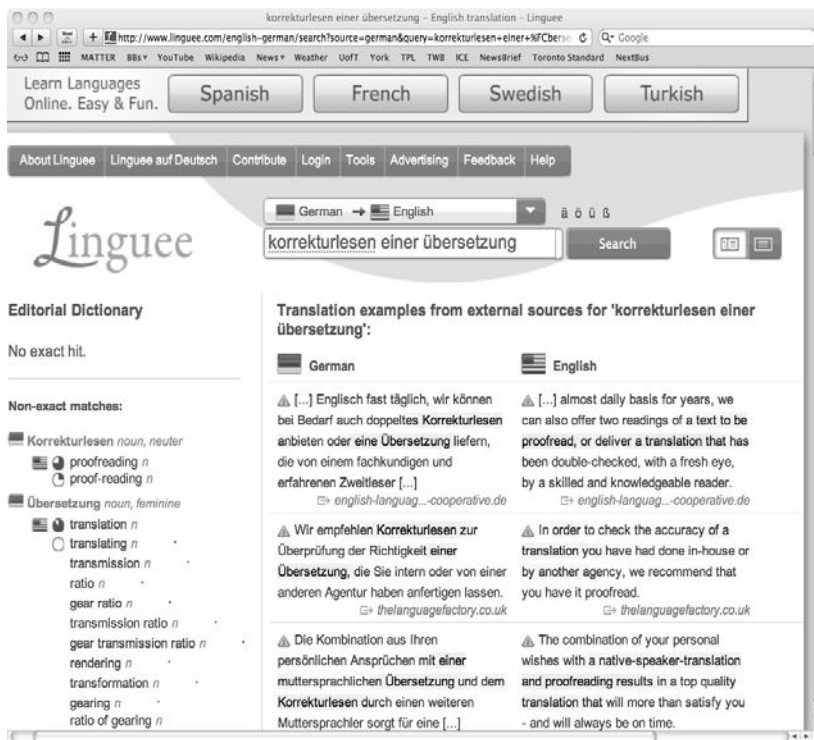 korrekturlesen einer übersetzung – English translation – Linguee
http://www.linguee.com/english-german/search?source=german&query=korrekturlesen+einer+%FCberse
Google
MATTER BBs YouTube Wikipedia News Weather UofT York TPL TWB ICE NewsBrief Toronto Standard NextBus
Learn Languages
Online. Easy & Fun.
Spanish French Swedish Turkish
About Linguee Linguee auf Deutsch Contribute Login Tools Advertising Feedback Help
Linguee
German → English
ä ö ü ß
korrekturlesen einer übersetzung
Search
Editorial Dictionary
No exact hit.
Non-exact matches:
Korrekturlesen noun, neuter
proofreading n
proof-reading n
Übersetzung noun, feminine
translation n
translating n
transmission n
ratio n
gear ratio n
transmission ratio n
gear transmission ratio n
rendering n
transformation n
gearing n
ratio of gearing n
Translation examples from external sources for 'korrekturlesen einer
übersetzung':
German
English
[...] Englisch fast täglich, wir können
bei Bedarf auch doppeltes Korrekturlesen
anbieten oder eine Übersetzung liefern,
die von einem fachkundigen und
erfahrenen Zweitleser [...]
english-languag...-cooperative.de
[...] almost daily basis for years, we
can also offer two readings of a text to be
proofread, or deliver a translation that has
been double-checked, with a fresh eye,
by a skilled and knowledgeable reader.
english-languag...-cooperative.de
Wir empfehlen Korrekturlesen zur
Überprüfung der Richtigkeit einer
Übersetzung, die Sie intern oder von einer
anderen Agentur haben anfertigen lassen.
thelanguagefactory.co.uk
In order to check the accuracy of a
translation you have had done in-house or
by another agency, we recommend that
you have it proofread.
thelanguagefactory.co.uk
Die Kombination aus Ihren
persönlichen Ansprüchen mit einer
muttersprachlichen Übersetzung und dem
Korrekturlesen durch einen weiteren
Muttersprachler sorgt für eine [...]
The combination of your personal
wishes with a native-speaker-translation
and proofreading results in a top quality
translation that will more than satisfy you
- and will always be on time.